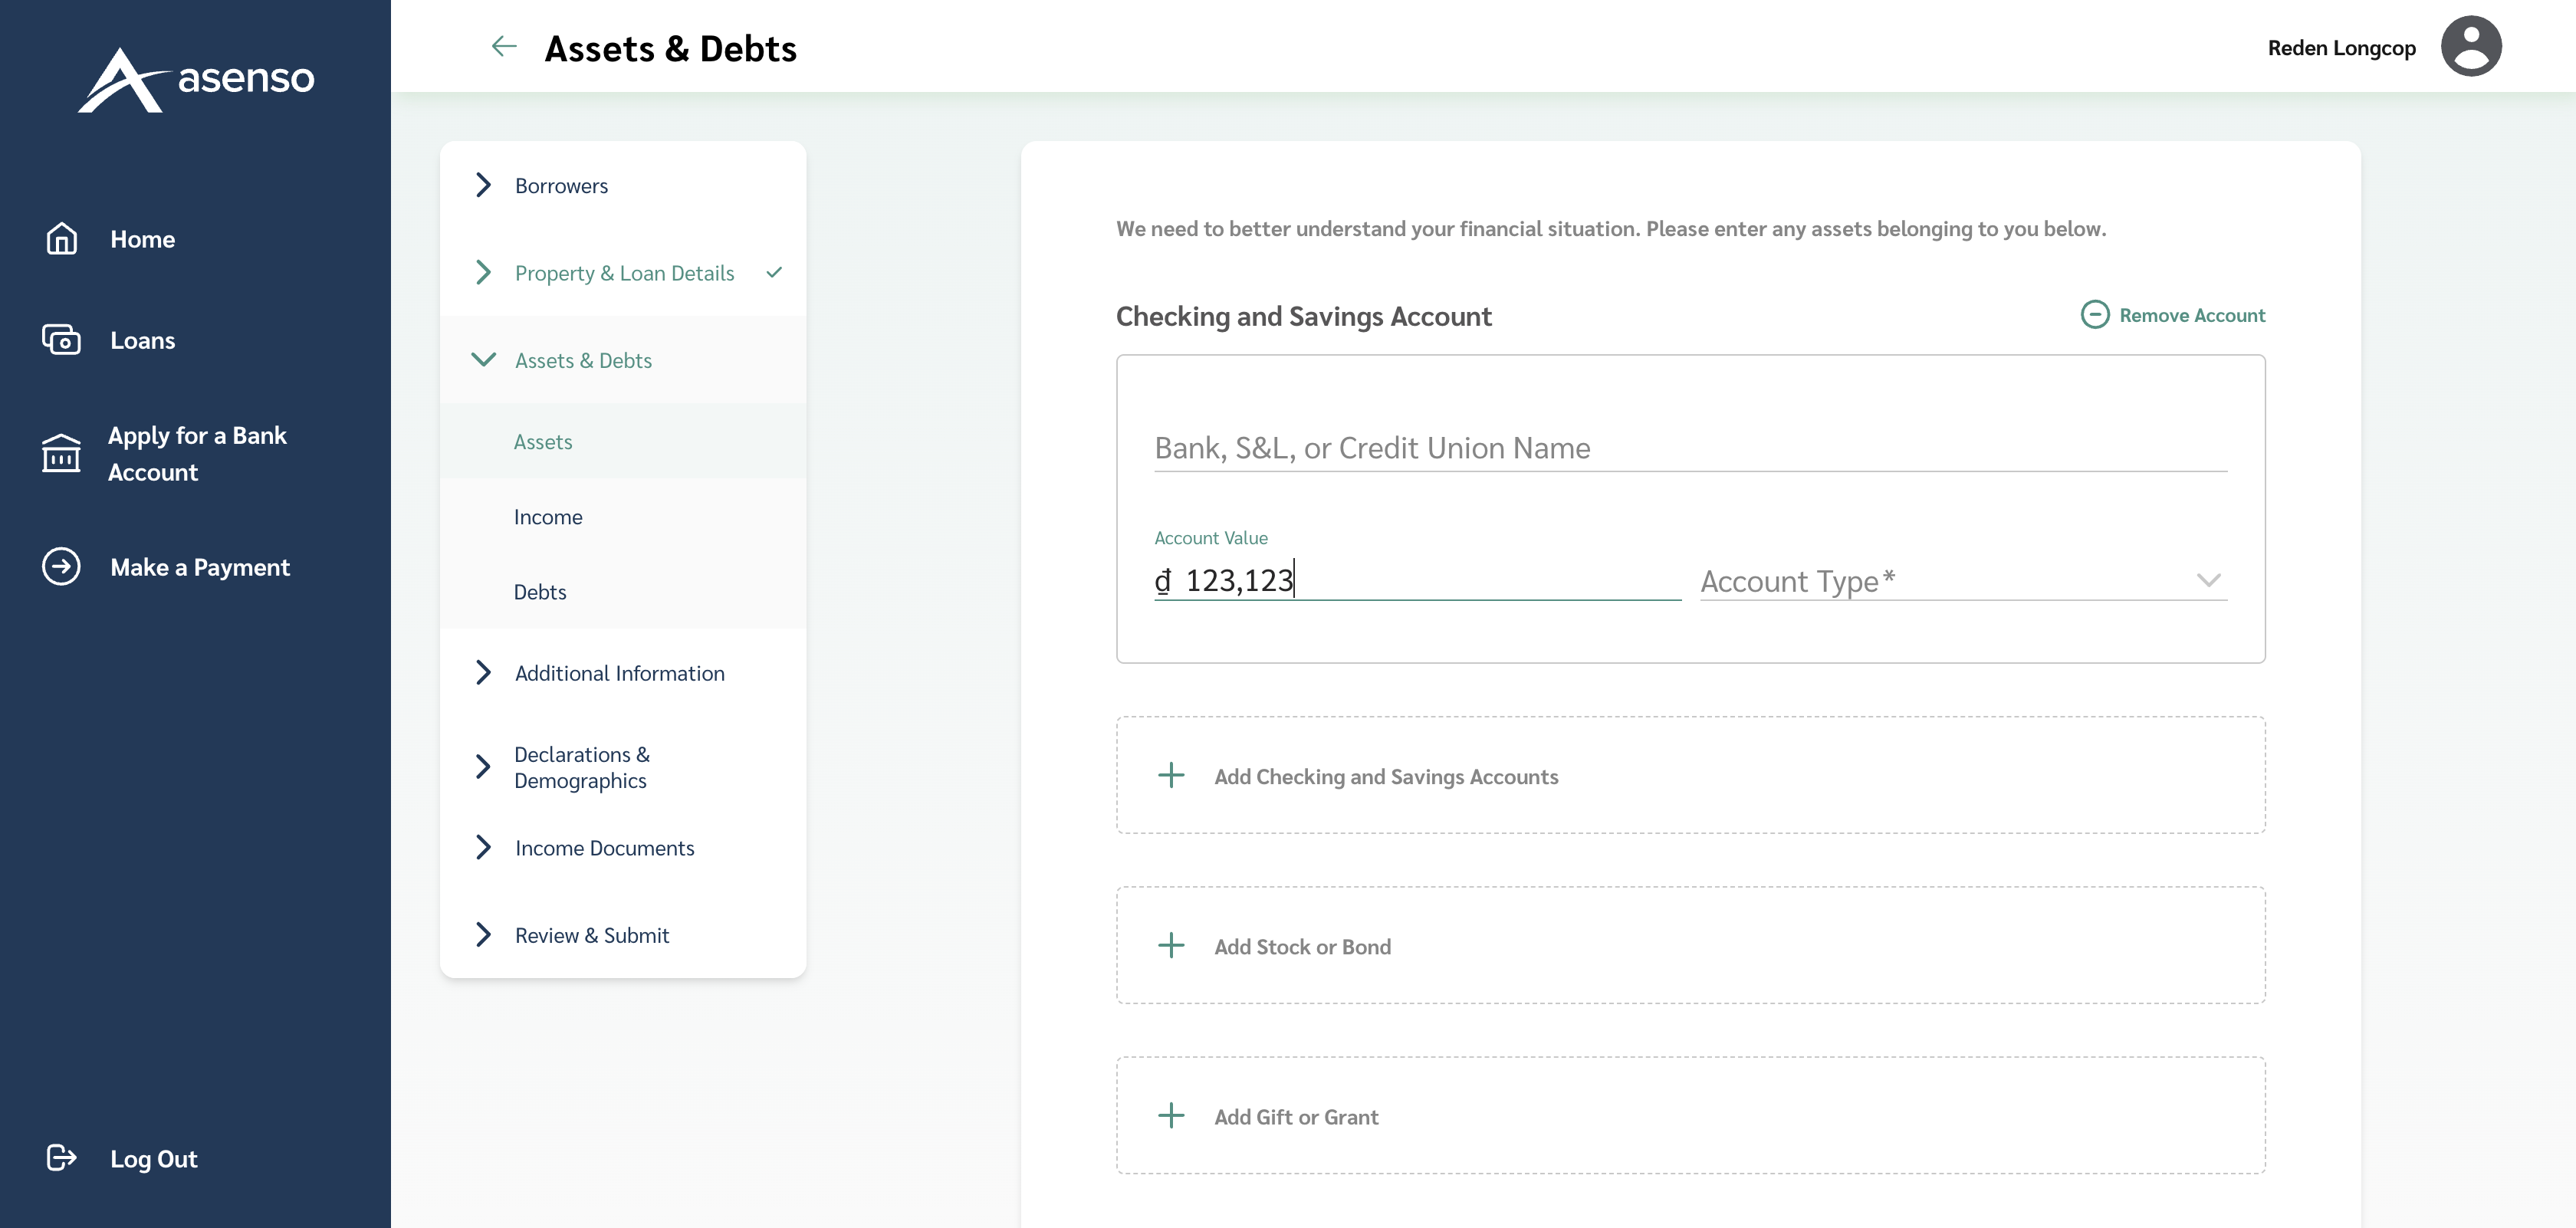 asenso
Home
Loans
Apply for a Bank
Account
Make a Payment
Log Out
Assets & Debts
Reden Longcop
Borrowers
Property & Loan Details
Assets & Debts
Assets
Income
Debts
Additional Information
Declarations &
Demographics
Income Documents
Review & Submit
We need to better understand your financial situation. Please enter any assets belonging to you below.
Checking and Savings Account
Remove Account
Bank, S&L, or Credit Union Name
Account Value
₫ 123,123
Account Type*
Add Checking and Savings Accounts
Add Stock or Bond
Add Gift or Grant